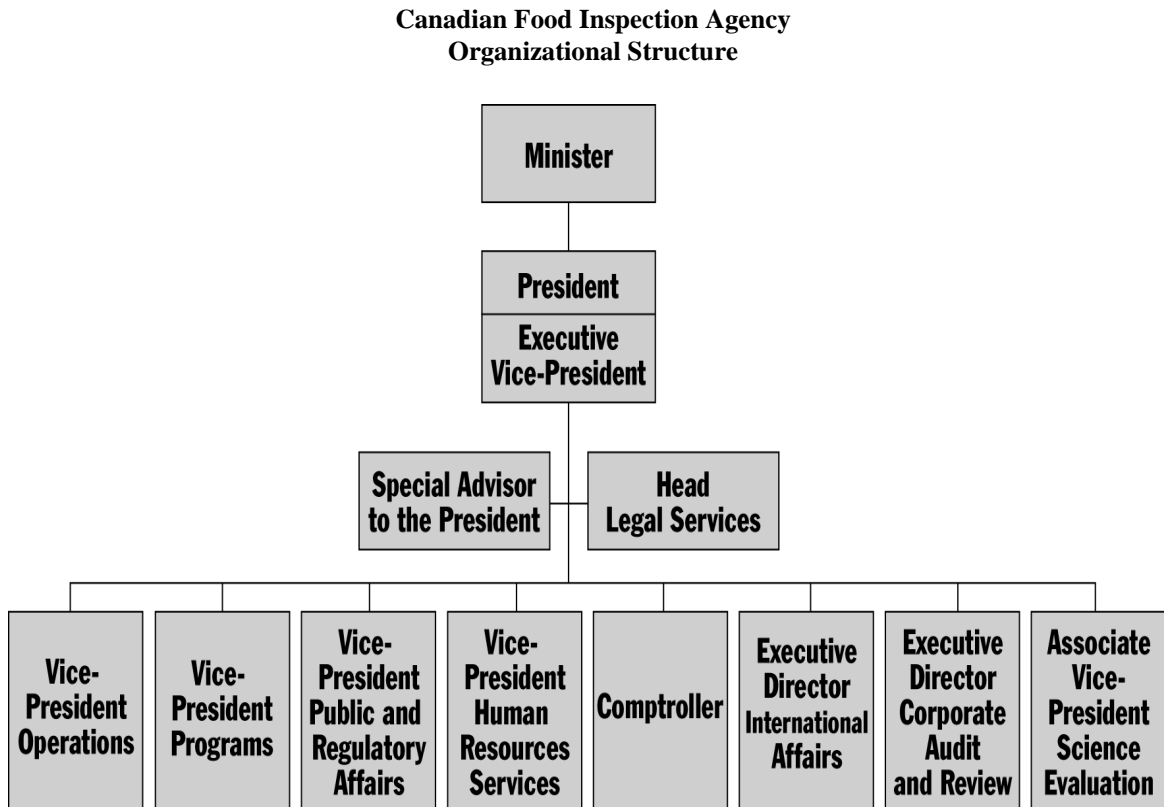 Canadian Food Inspection Agency
Organizational Structure
Minister
President
Executive
Vice-President
Special Advisor
to the President
Head
Legal Services
Vice-
President
Operations
Vice-
President
Programs
Vice-
President
Public and
Regulatory
Affairs
Vice-
President
Human
Resources
Services
Comptroller
Executive
Director
International
Affairs
Executive
Director
Corporate
Audit
and Review
Associate
Vice-
President
Science
Evaluation